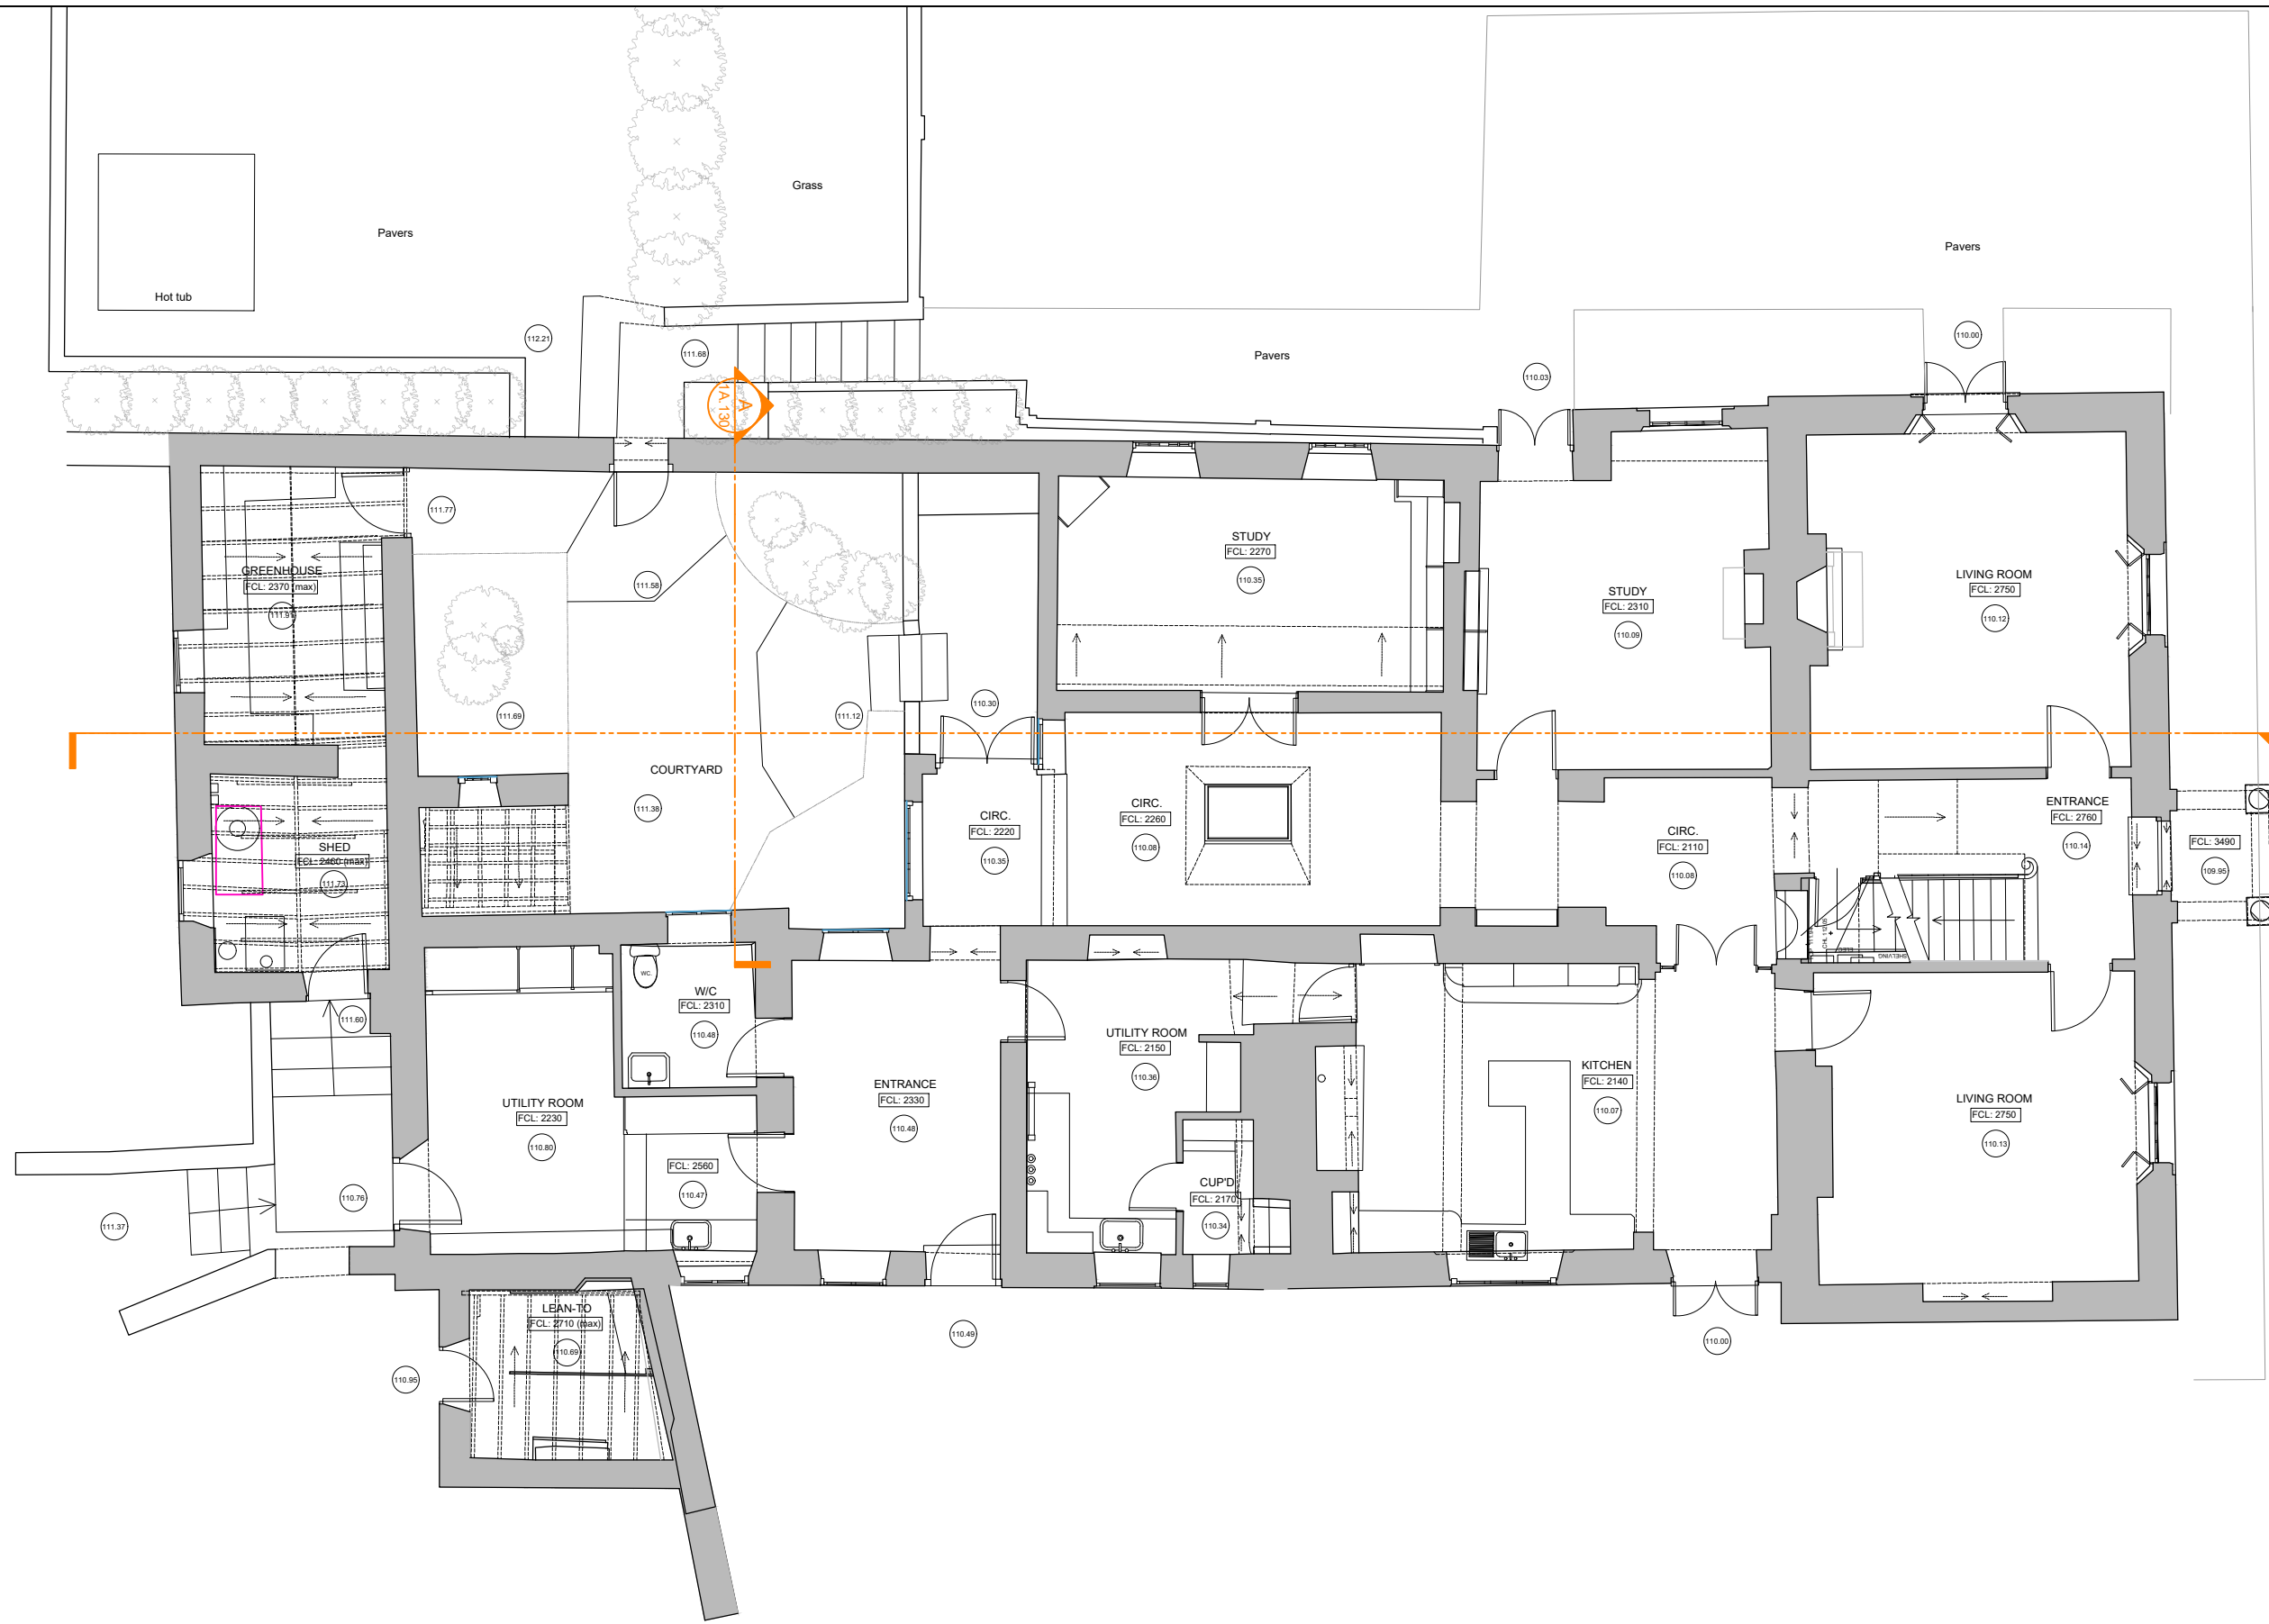 Grass
Pavers
Hot tub
Pavers
Pavers
112.21
111.68
110.03
110.00
A
1A.130
111.77
GREENHOUSE
FCL: 2370 (max)
111.58
STUDY
FCL: 2270
110.35
STUDY
FCL: 2310
110.09
LIVING ROOM
FCL: 2750
110.12
111.69
111.12
110.30
COURTYARD
111.38
CIRC.
FCL: 2220
110.35
CIRC.
FCL: 2260
110.08
CIRC.
FCL: 2110
110.08
ENTRANCE
FCL: 2760
110.14
FCL: 3490
109.95
SHED
FCL: 2460 (max)
111.73
SHELVING
111.60
W/C
FCL: 2310
110.48
WC.
UTILITY ROOM
FCL: 2150
110.36
KITCHEN
FCL: 2140
110.07
ENTRANCE
FCL: 2330
110.48
UTILITY ROOM
FCL: 2230
110.80
LIVING ROOM
FCL: 2750
110.13
FCL: 2560
110.47
CUP'D
FCL: 2170
110.34
110.76
111.37
LEAN-TO
FCL: 2710 (max)
110.69
110.95
110.49
110.00